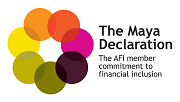 The Maya
Declaration
The AFI member
commitment to
financial inclusion